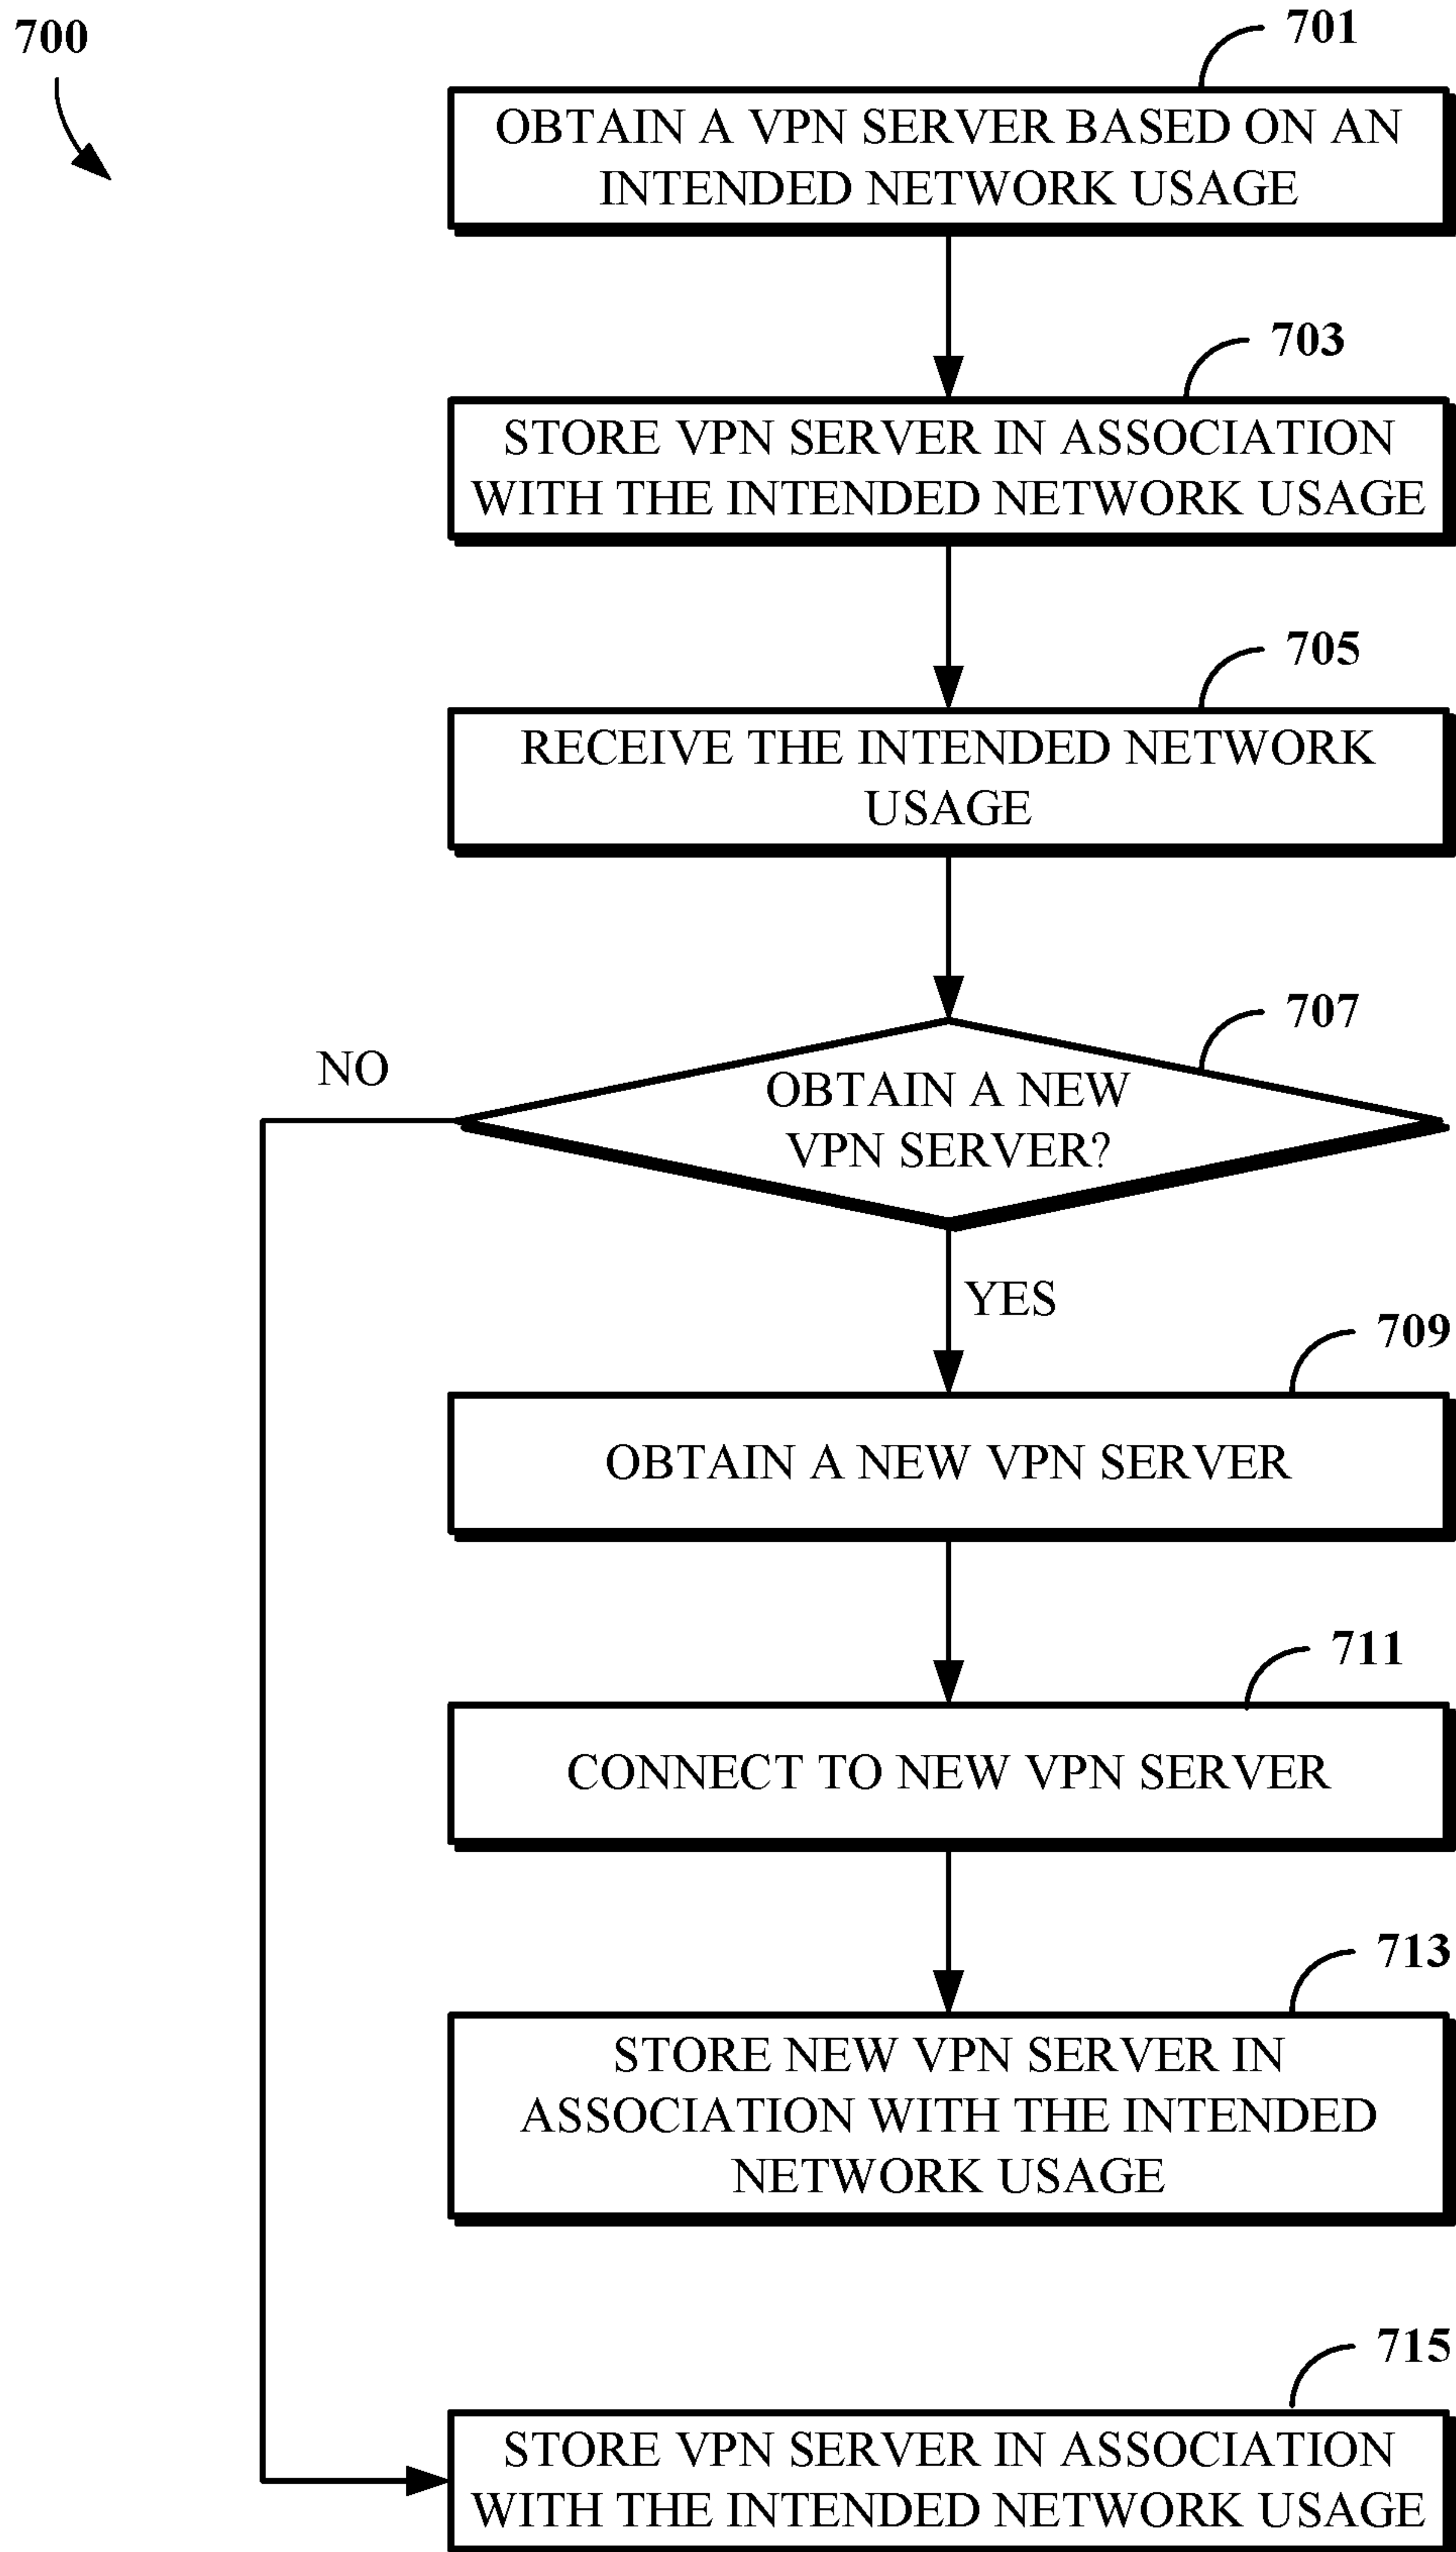 700
701
OBTAIN A VPN SERVER BASED ON AN
INTENDED NETWORK USAGE
703
STORE VPN SERVER IN ASSOCIATION
WITH THE INTENDED NETWORK USAGE
705
RECEIVE THE INTENDED NETWORK
USAGE
707
NO
OBTAIN A NEW
VPN SERVER?
YES
709
OBTAIN A NEW VPN SERVER
711
CONNECT TO NEW VPN SERVER
713
STORE NEW VPN SERVER IN
ASSOCIATION WITH THE INTENDED
NETWORK USAGE
715
STORE VPN SERVER IN ASSOCIATION
WITH THE INTENDED NETWORK USAGE